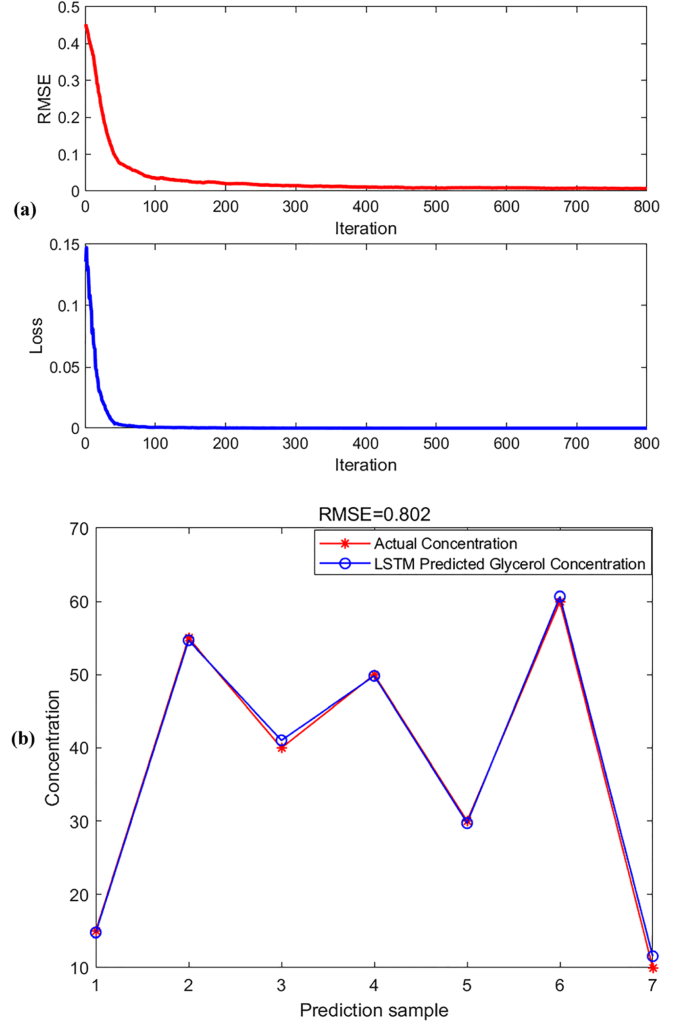 0.5
0.4
0.3
0.2
0.1
0
RMSE
0 100 200 300 400 500 600 700 800
Iteration
(a)
0.15
0.1
0.05
0
Loss
0 100 200 300 400 500 600 700 800
Iteration
RMSE=0.802
70
60
50
40
30
20
10
Concentration
(b)
Actual Concentration
LSTM Predicted Glycerol Concentration
1 2 3 4 5 6 7
Prediction sample